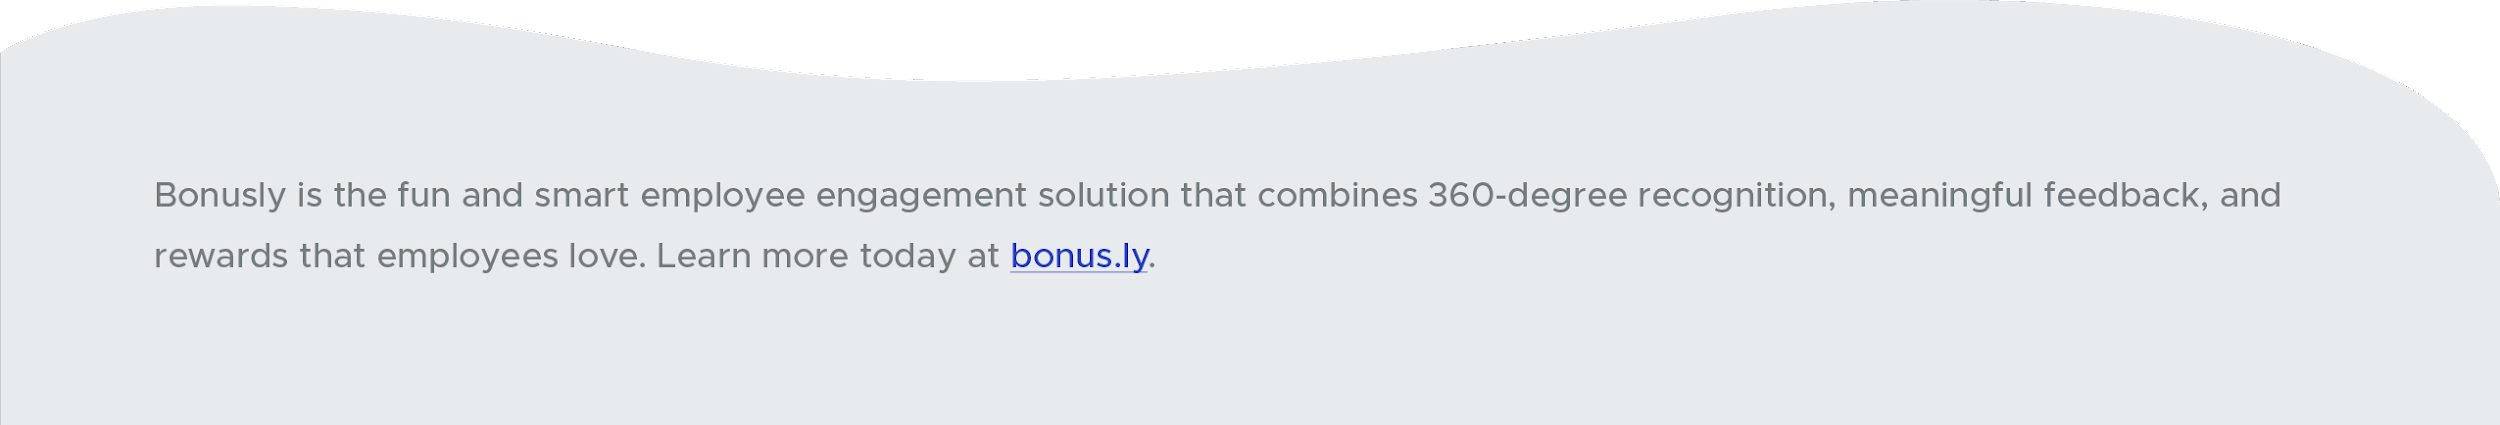 Bonusly is the fun and smart employee engagement solution that combines 360-degree recognition, meaningful feedback, and
rewards that employees love. Learn more today at bonus.ly.